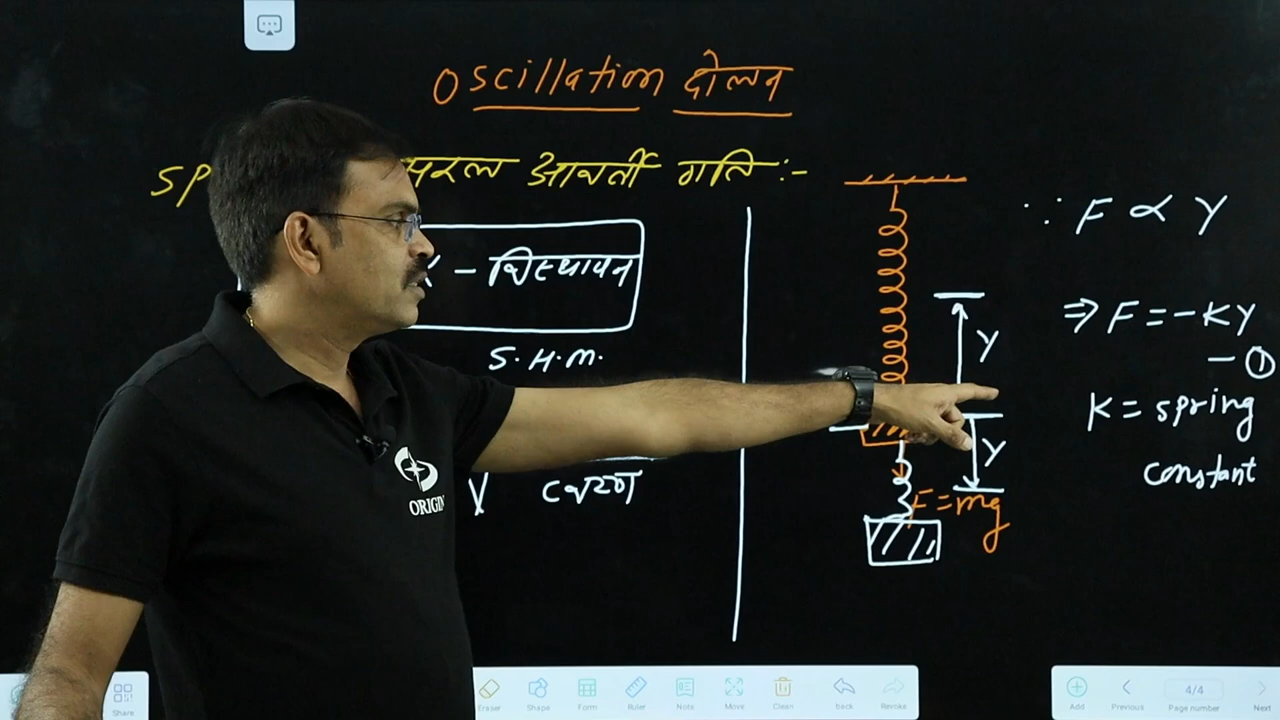 Oscillation दोलन
सरल आवर्ती गति :-
- विस्थापन
S.H.M.
त्वरण
Y
Y
F = mg
∵ F ∝ Y
⇒ F = -KY
- ①
K = spring
constant
ORIGIN
Share
Eraser
Shape
Form
Ruler
Note
Move
Clean
back
Revoke
Add
Previous
4/4
Page number
Next